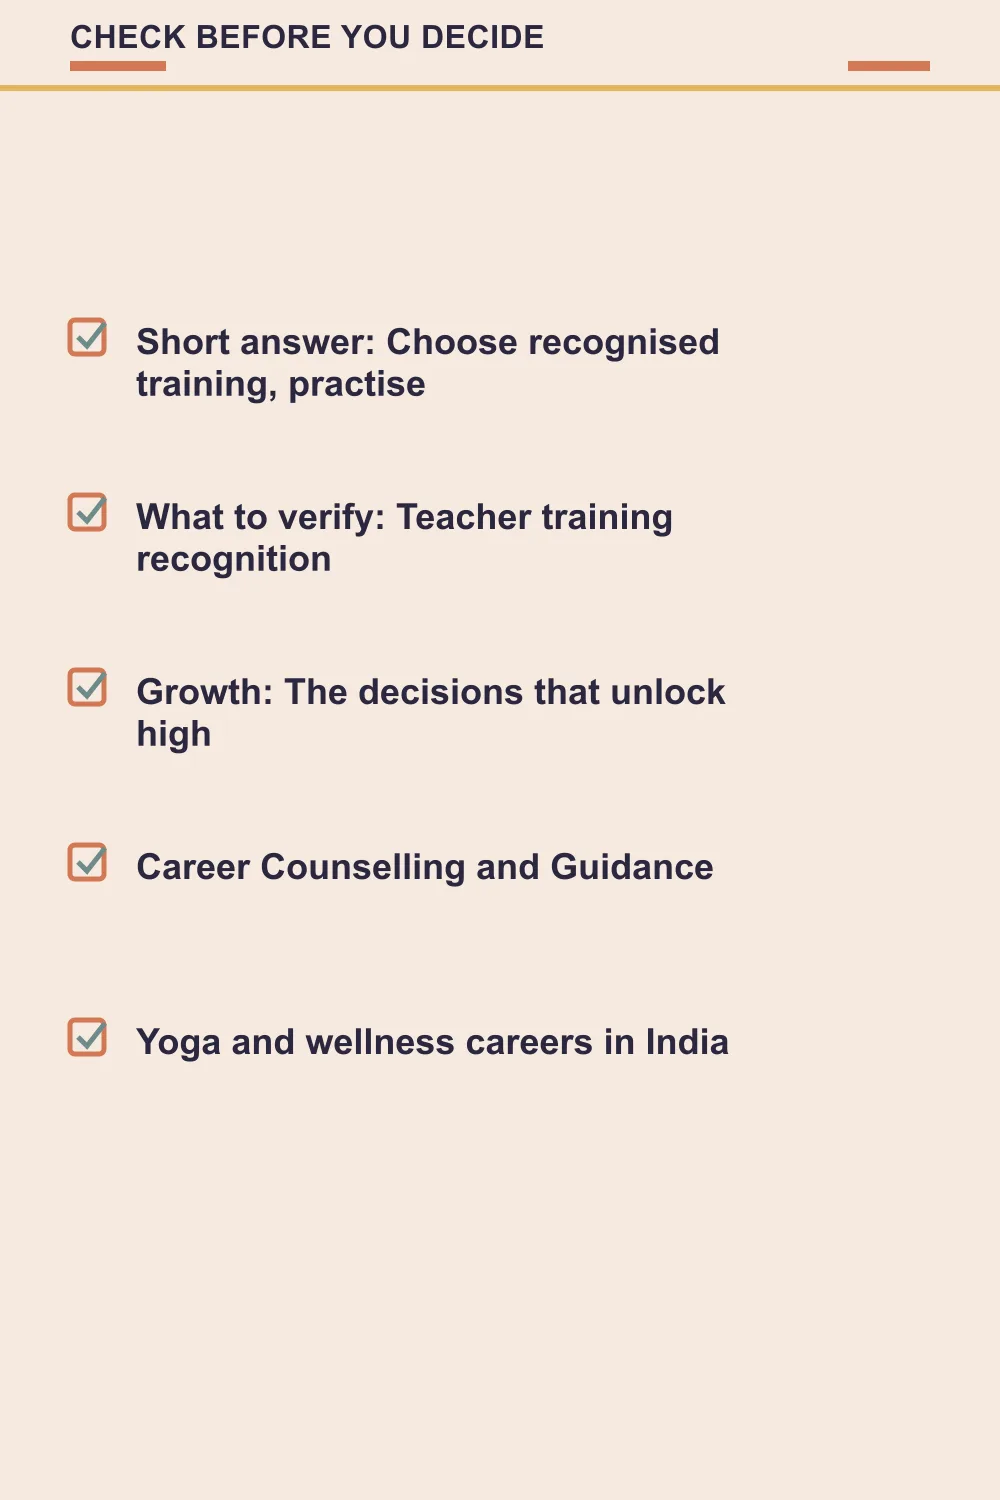 CHECK BEFORE YOU DECIDE
Short answer: Choose recognised
training, practise
What to verify: Teacher training
recognition
Growth: The decisions that unlock
high
Career Counselling and Guidance
Yoga and wellness careers in India